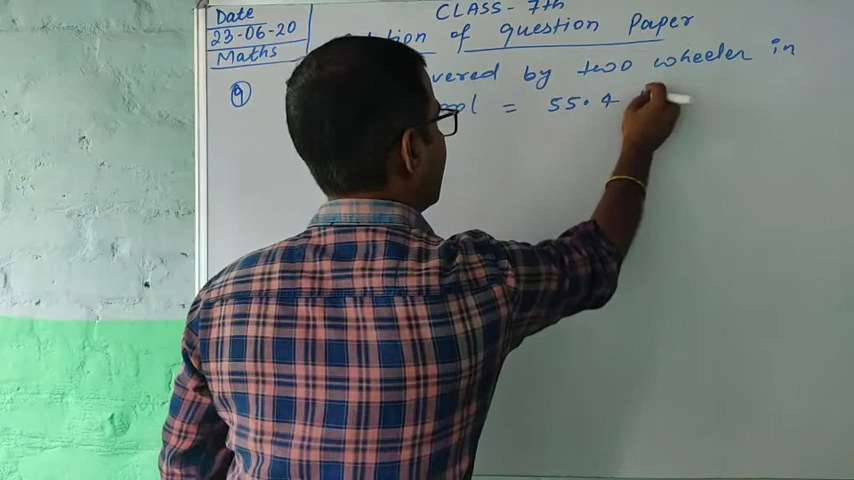 Date
23-06-20
Maths
CLASS- 7th
of question Paper
9 vered by two wheeler in
= 55.4